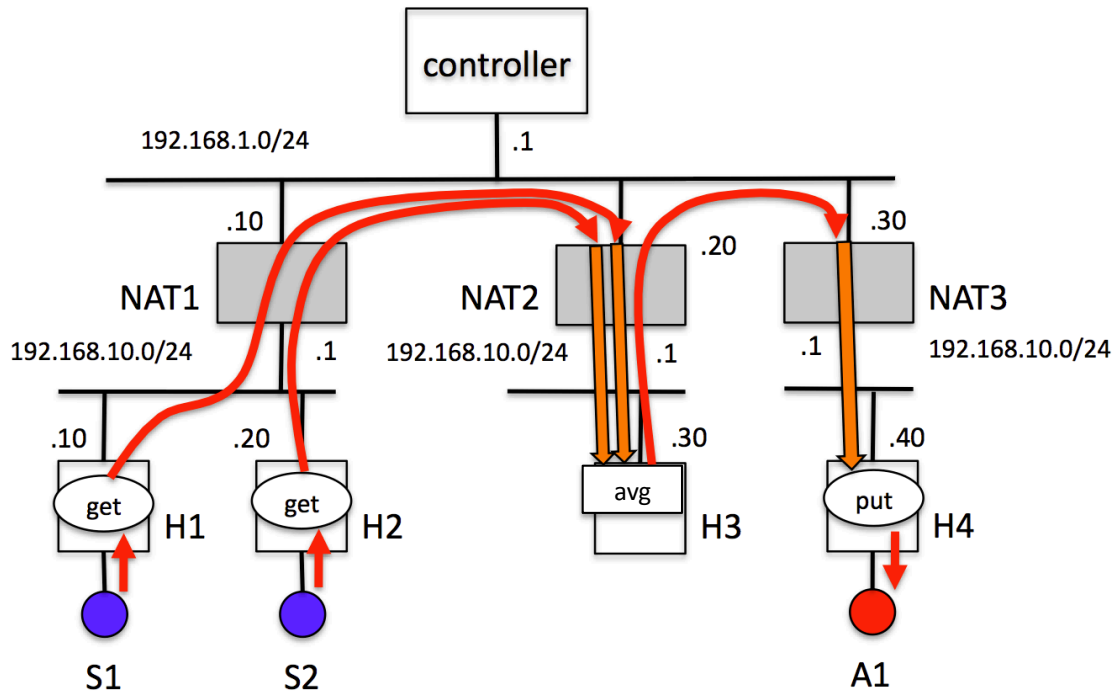 controller
192.168.1.0/24
.1
.10
.20
.30
NAT1
NAT2
NAT3
192.168.10.0/24
.1
192.168.10.0/24
.1
.1
192.168.10.0/24
.10
.20
.30
.40
get
get
avg
put
H1
H2
H3
H4
S1
S2
A1